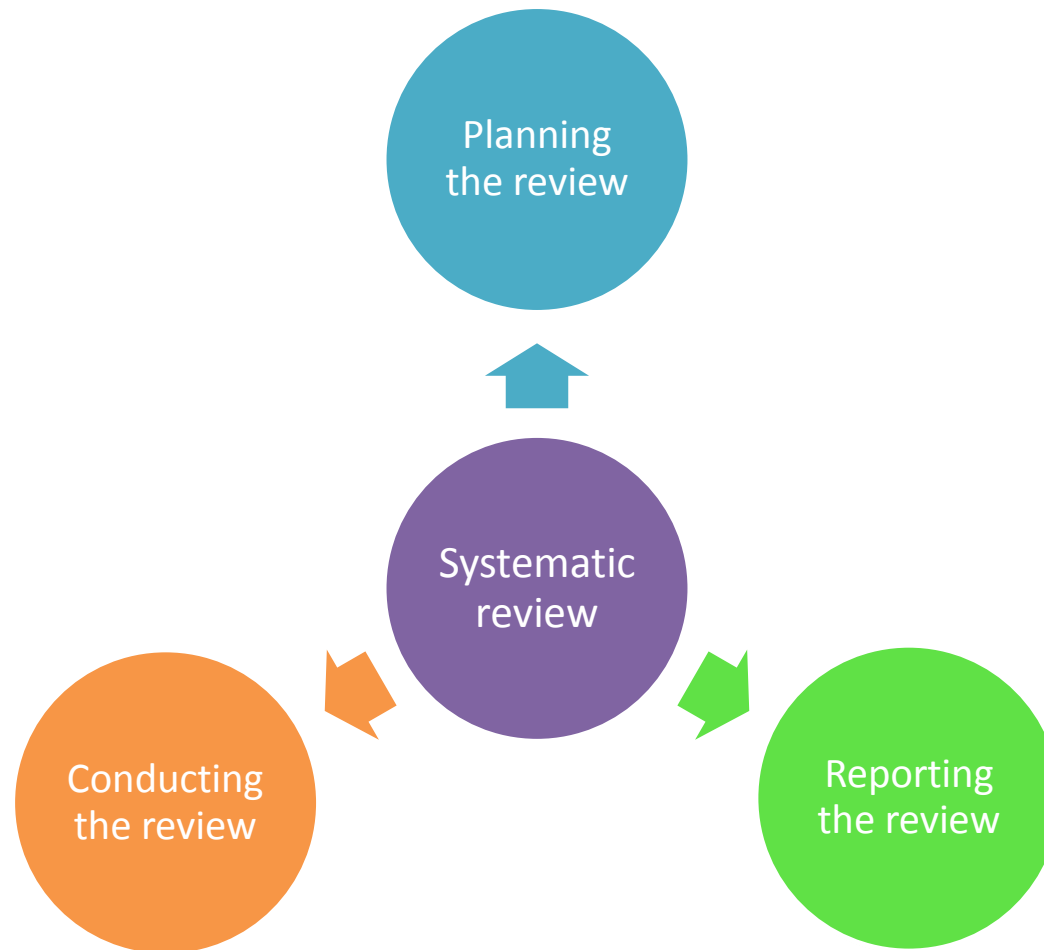 Planning
the review
Systematic
review
Conducting
the review
Reporting
the review